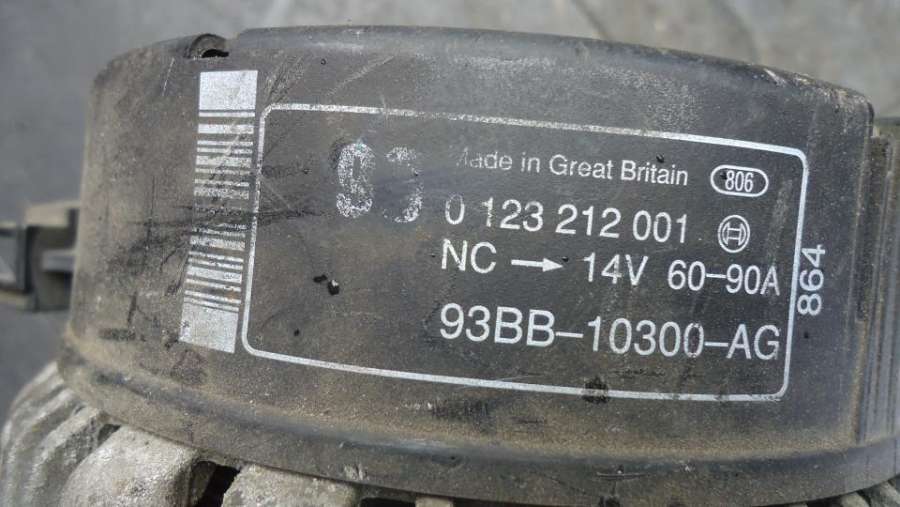 Made in Great Britain 806
0 123 212 001
NC → 14V 60-90A
93BB-10300-AG
864